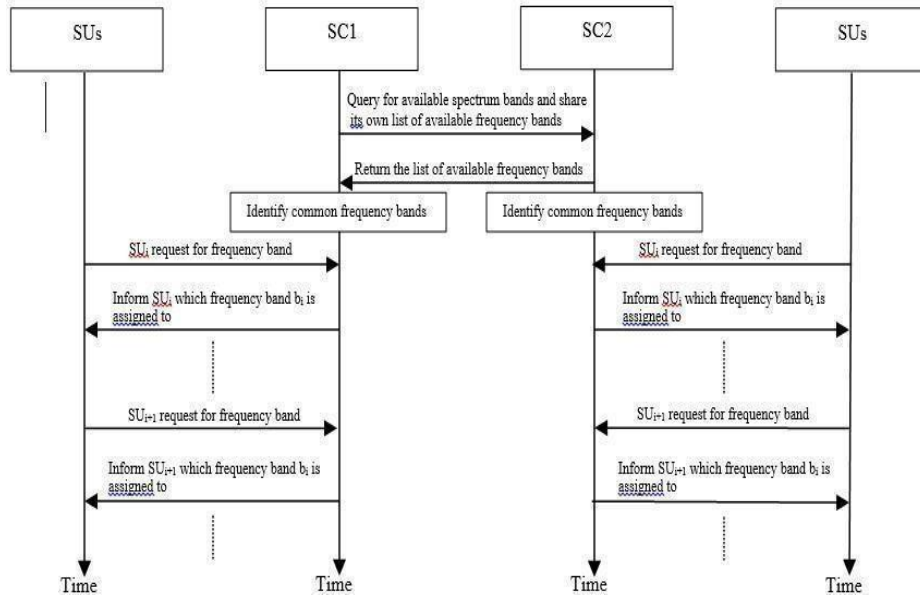 SUs
SC1
SC2
SUs
Query for available spectrum bands and share
its own list of available frequency bands
Return the list of available frequency bands
Identify common frequency bands
Identify common frequency bands
SUi request for frequency band
SUi request for frequency band
Inform SUi which frequency band bi is
assigned to
Inform SUi which frequency band bi is
assigned to
SUi+1 request for frequency band
SUi+1 request for frequency band
Inform SUi+1 which frequency band bi is
assigned to
Inform SUi+1 which frequency band bi is
assigned to
Time
Time
Time
Time